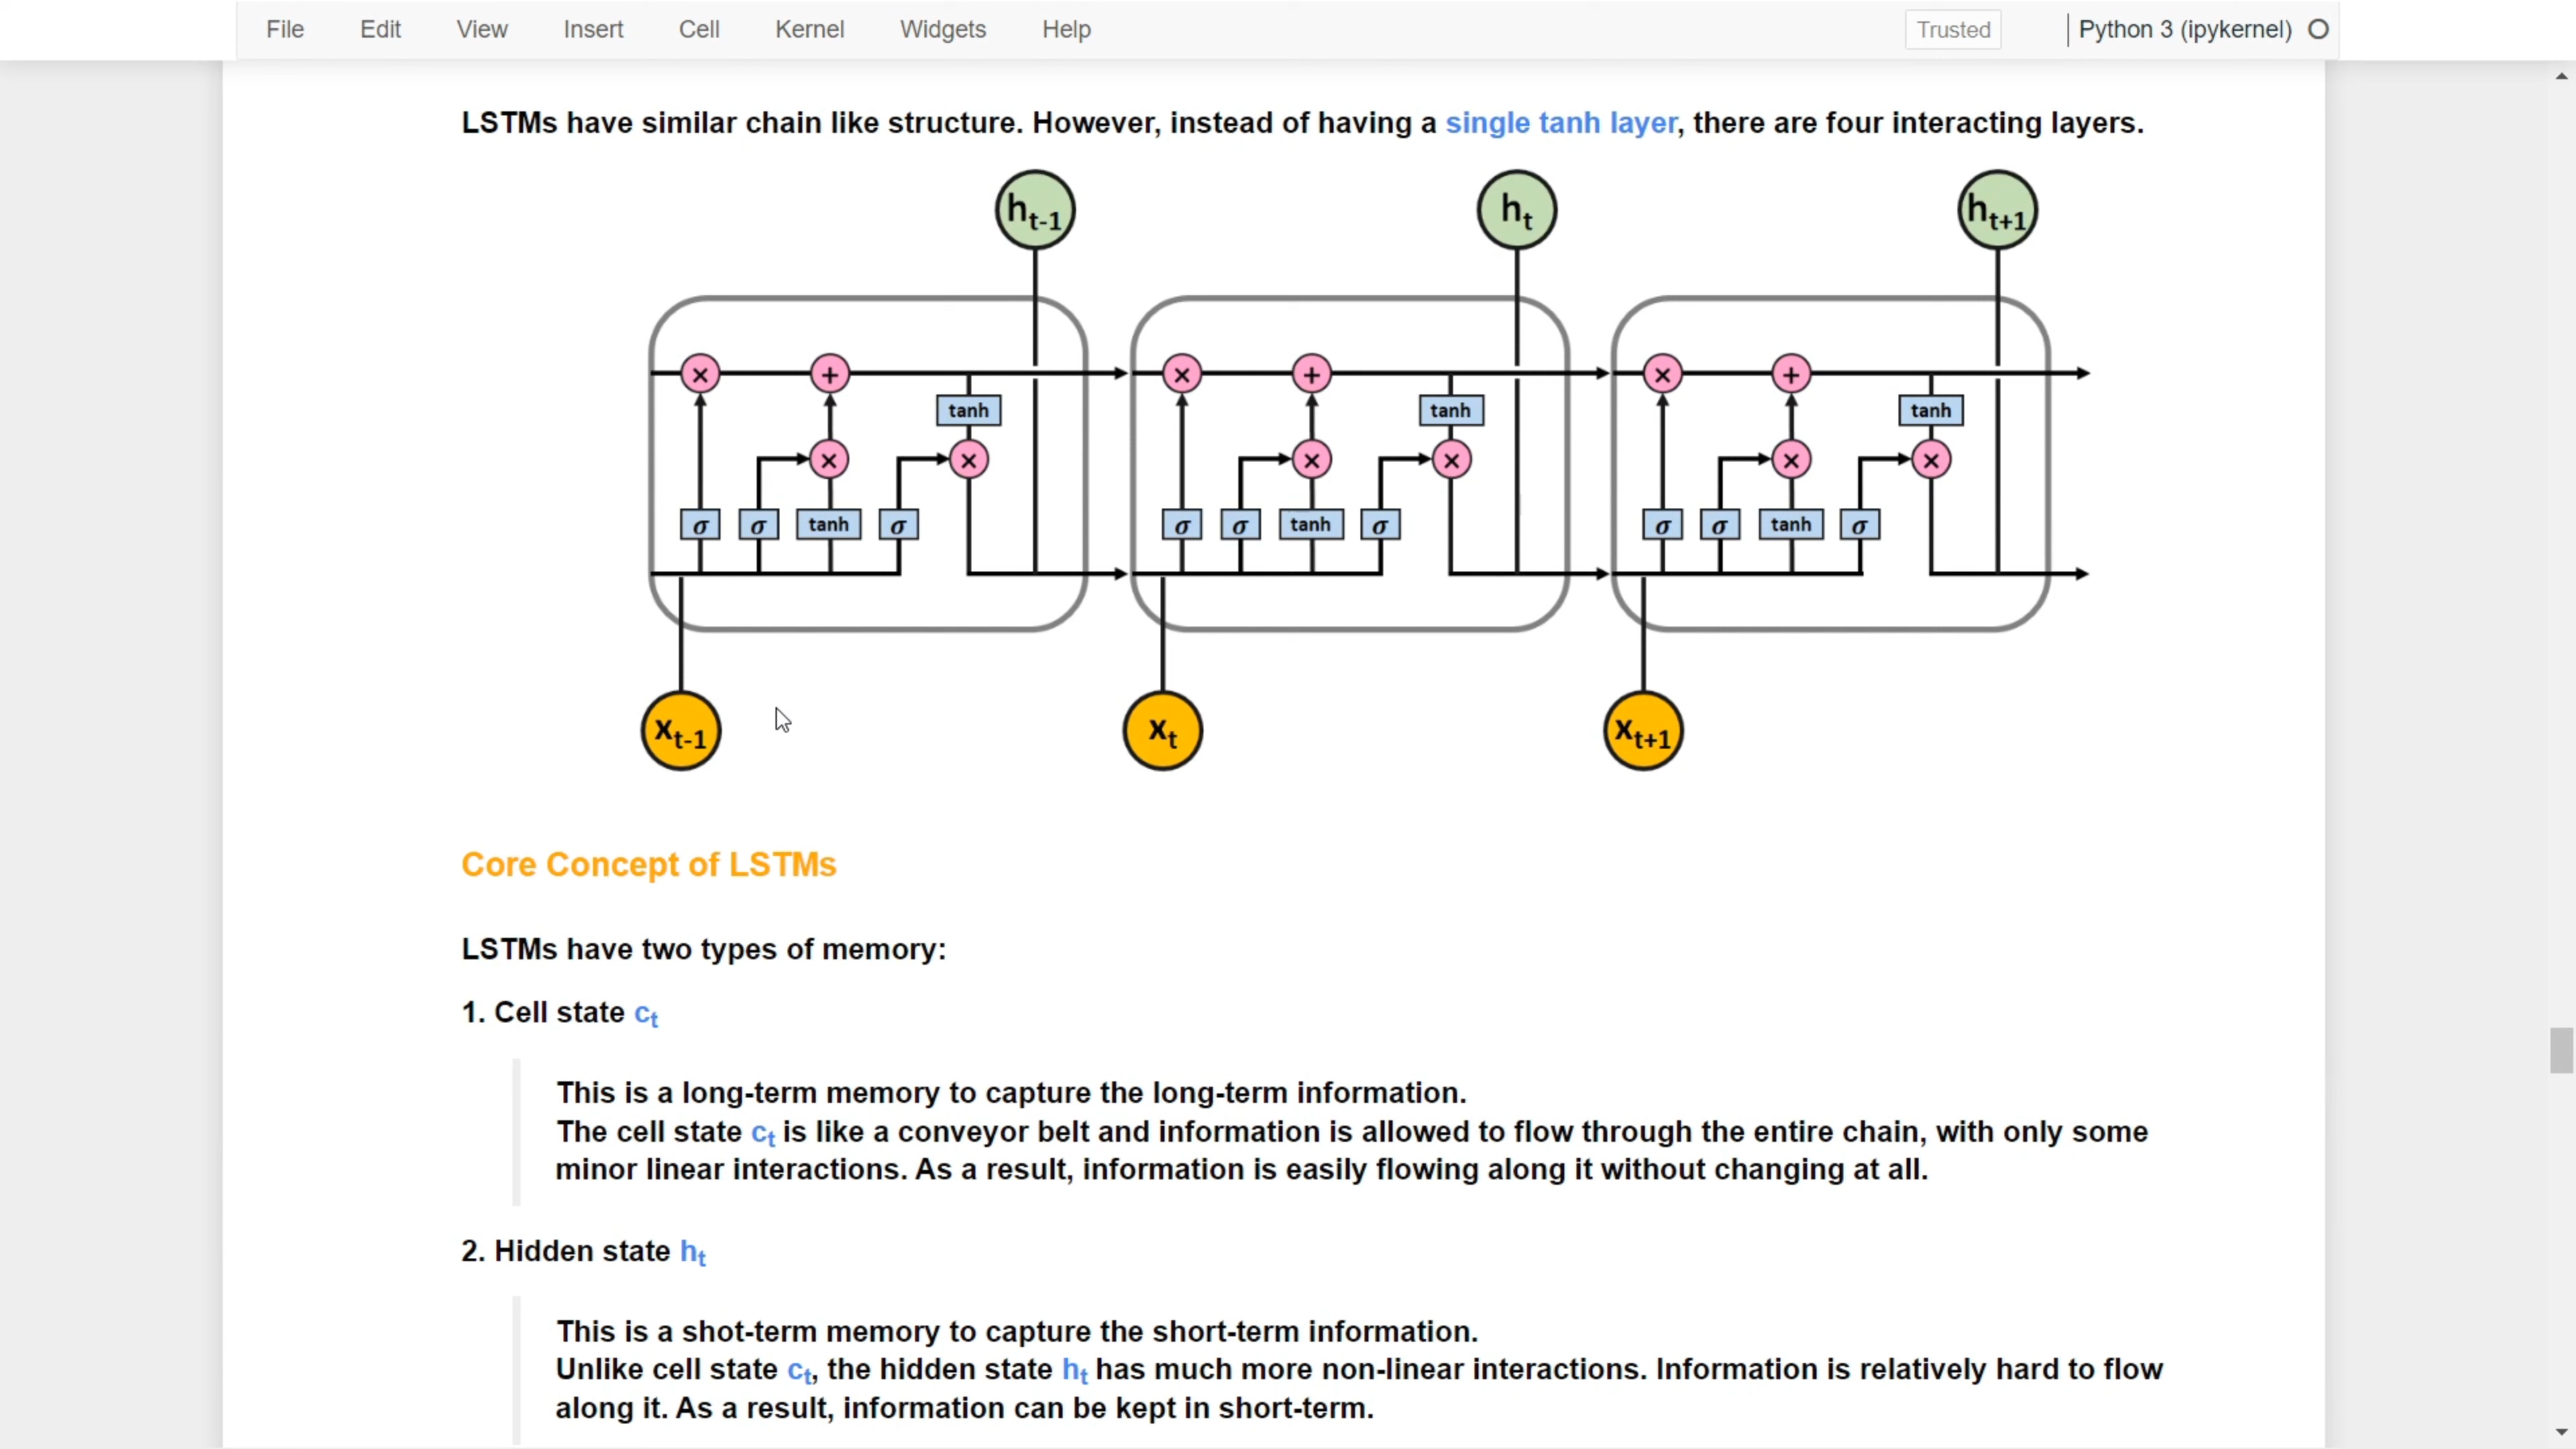 File Edit View Insert Cell Kernel Widgets Help Trusted Python 3 (ipykernel)
LSTMs have similar chain like structure. However, instead of having a single tanh layer, there are four interacting layers.
ht-1 ht ht+1
× + × + × +
tanh tanh tanh
× × × × × ×
σ σ tanh σ σ σ tanh σ σ σ tanh σ
xt-1 xt xt+1
Core Concept of LSTMs
LSTMs have two types of memory:
1. Cell state ct
This is a long-term memory to capture the long-term information.
The cell state ct is like a conveyor belt and information is allowed to flow through the entire chain, with only some
minor linear interactions. As a result, information is easily flowing along it without changing at all.
2. Hidden state ht
This is a shot-term memory to capture the short-term information.
Unlike cell state ct, the hidden state ht has much more non-linear interactions. Information is relatively hard to flow
along it. As a result, information can be kept in short-term.